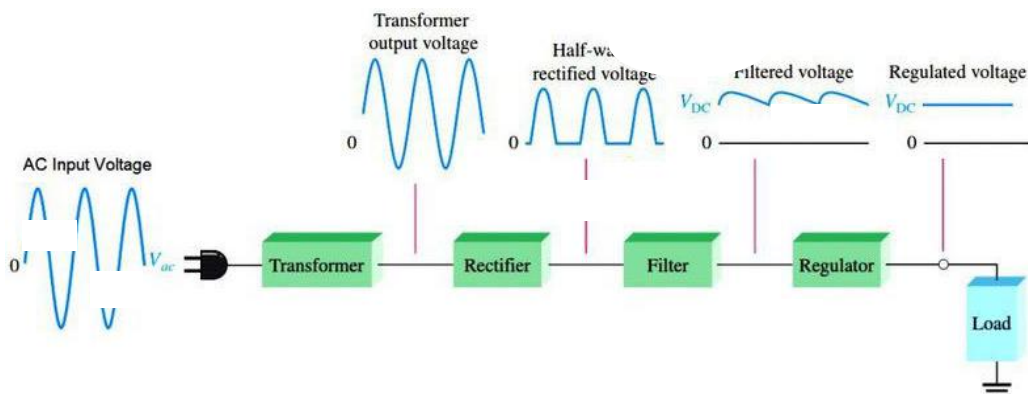 Transformer
output voltage
Half-wa
rectified voltage
Filtered voltage
Regulated voltage
V_DC
V_DC
0
0
0
0
AC Input Voltage
0
V_ac
Transformer
Rectifier
Filter
Regulator
Load